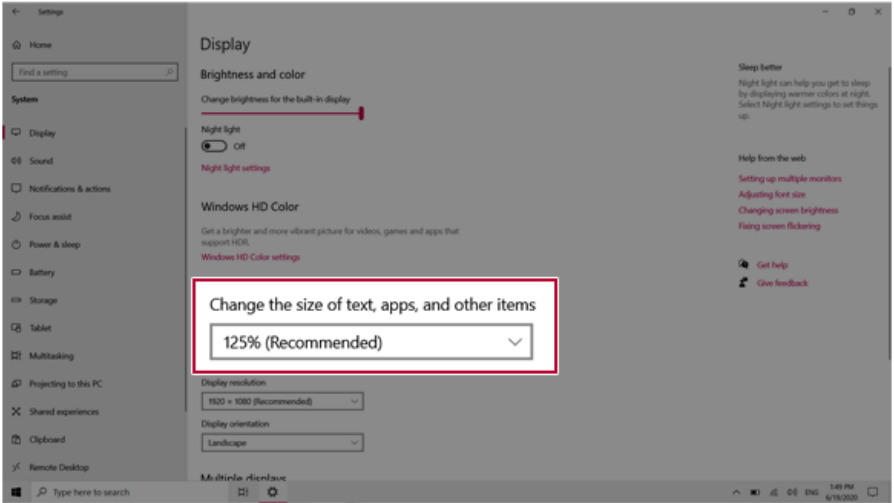 Settings
Home
Find a setting
System
Display
Sound
Notifications & actions
Focus assist
Power & sleep
Battery
Storage
Tablet
Multitasking
Projecting to this PC
Shared experiences
Clipboard
Remote Desktop
Display
Brightness and color
Change brightness for the built-in display
Night light
Off
Night light settings
Windows HD Color
Get a brighter and more vibrant picture for videos, games and apps that
support HDR.
Windows HD Color settings
Change the size of text, apps, and other items
125% (Recommended)
Display resolution
1920 × 1080 (Recommended)
Display orientation
Landscape
Multiple displays
Sleep better
Night light can help you get to sleep
by displaying warmer colors at night.
Select Night light settings to set things
up.
Help from the web
Setting up multiple monitors
Adjusting font size
Changing screen brightness
Fixing screen flickering
Get help
Give feedback
Type here to search
ENG
1:49 PM
6/19/2020